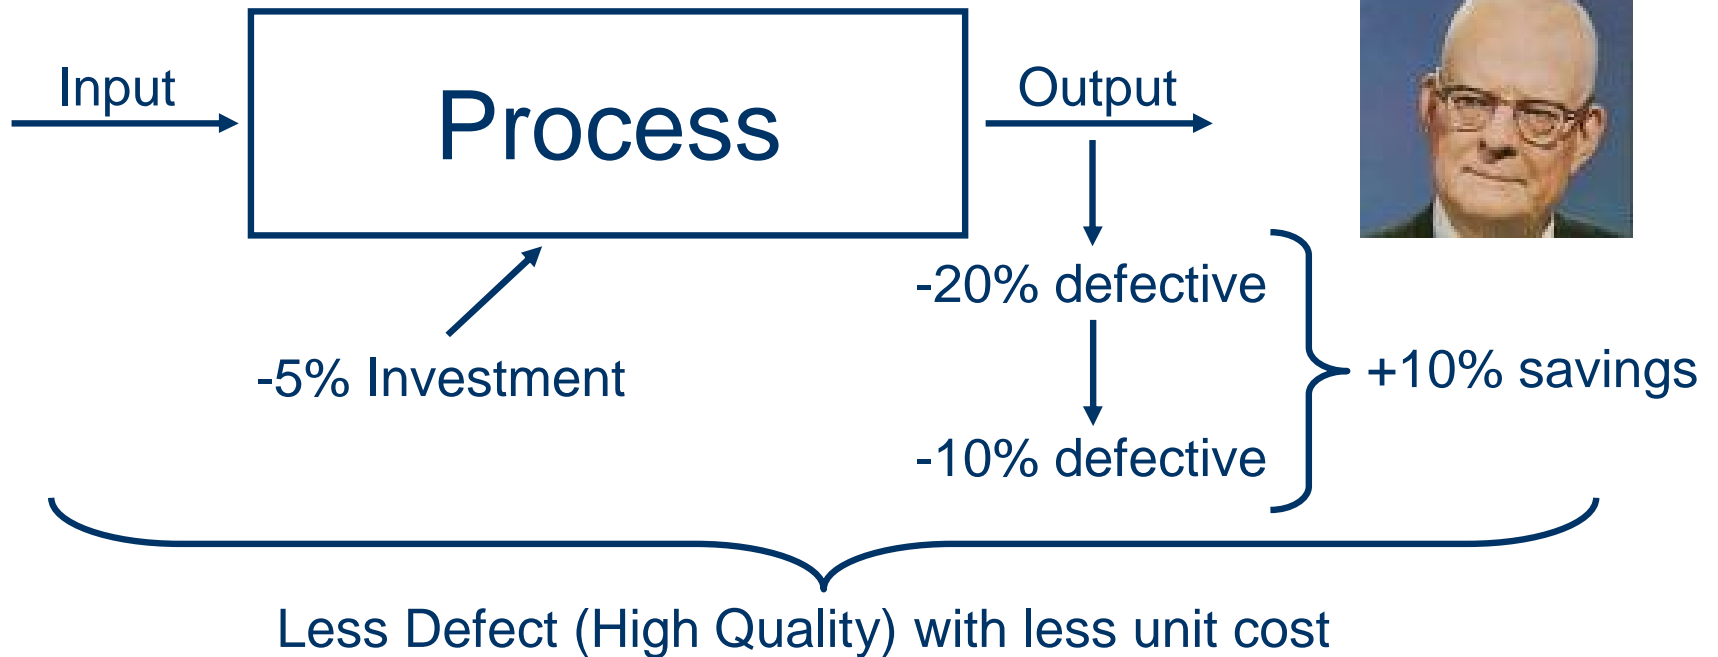 Input
Process
Output
-20% defective
-5% Investment
+10% savings
-10% defective
Less Defect (High Quality) with less unit cost